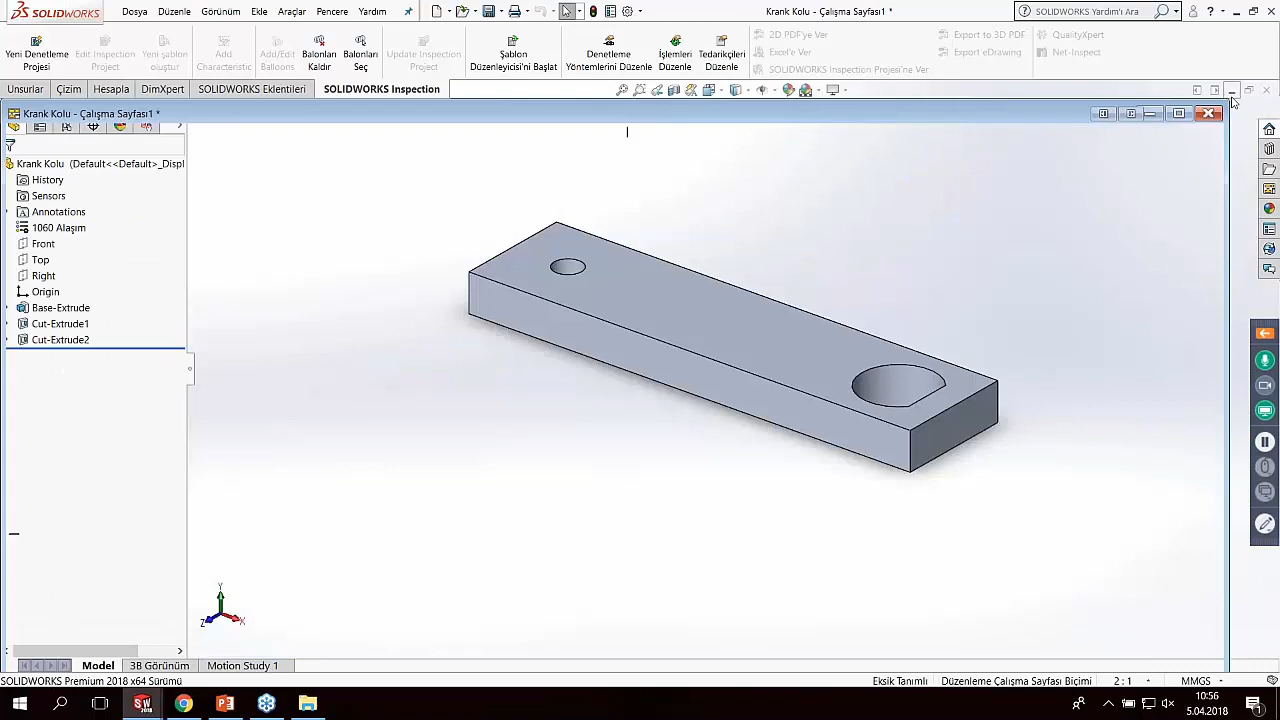 SOLIDWORKS Dosya Düzenle Görünüm Ekle Araçlar Pencere Yardım Krank Kolu - Çalışma Sayfası1 * SOLIDWORKS Yardım'ı Ara
Yeni Denetleme Projesi
Edit Inspection Project
Yeni şablon oluştur
Add Characteristic
Add/Edit Balloons
Balonları Kaldır
Balonları Seç
Update Inspection Project
Şablon Düzenleyicisi'ni Başlat
Denetleme Yöntemlerini Düzenle
İşlemleri Düzenle
Tedarikçileri Düzenle
2D PDF'ye Ver
Excel'e Ver
SOLIDWORKS Inspection Projesi'ne Ver
Export to 3D PDF
Export eDrawing
QualityXpert
Net-Inspect
Unsurlar Çizim Hesapla DimXpert SOLIDWORKS Eklentileri SOLIDWORKS Inspection
Krank Kolu - Çalışma Sayfası1 *
Krank Kolu (Default<<Default>_Displ
History
Sensors
Annotations
1060 Alaşım
Front
Top
Right
Origin
Base-Extrude
Cut-Extrude1
Cut-Extrude2
Y
Z X
Model 3B Görünüm Motion Study 1
SOLIDWORKS Premium 2018 x64 Sürümü Eksik Tanımlı Düzenleme Çalışma Sayfası Biçimi 2 : 1 MMGS
10:56
5.04.2018